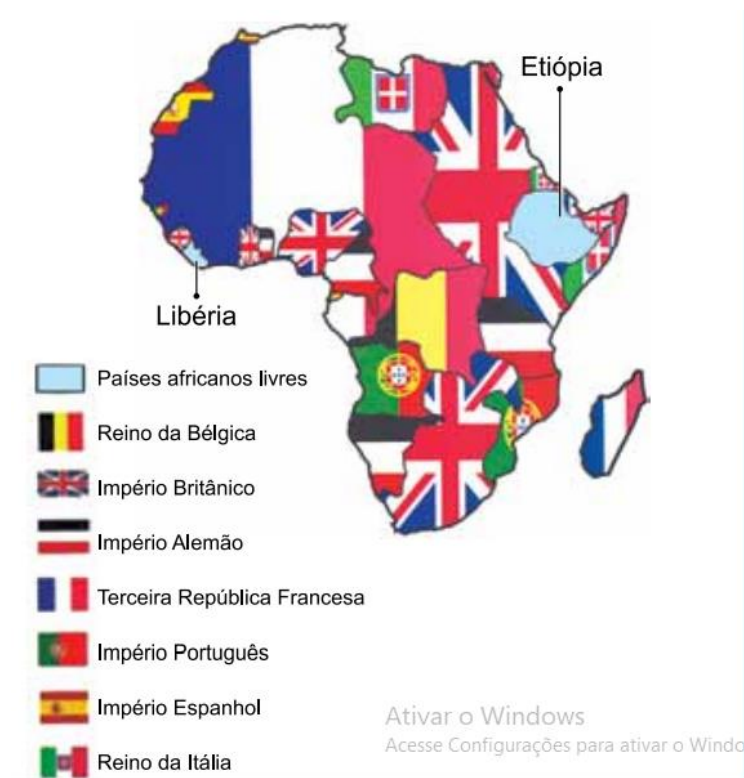 Etiópia
Libéria
Países africanos livres
Reino da Bélgica
Império Britânico
Império Alemão
Terceira República Francesa
Império Português
Império Espanhol
Reino da Itália
Ativar o Windows
Acesse Configurações para ativar o Windo